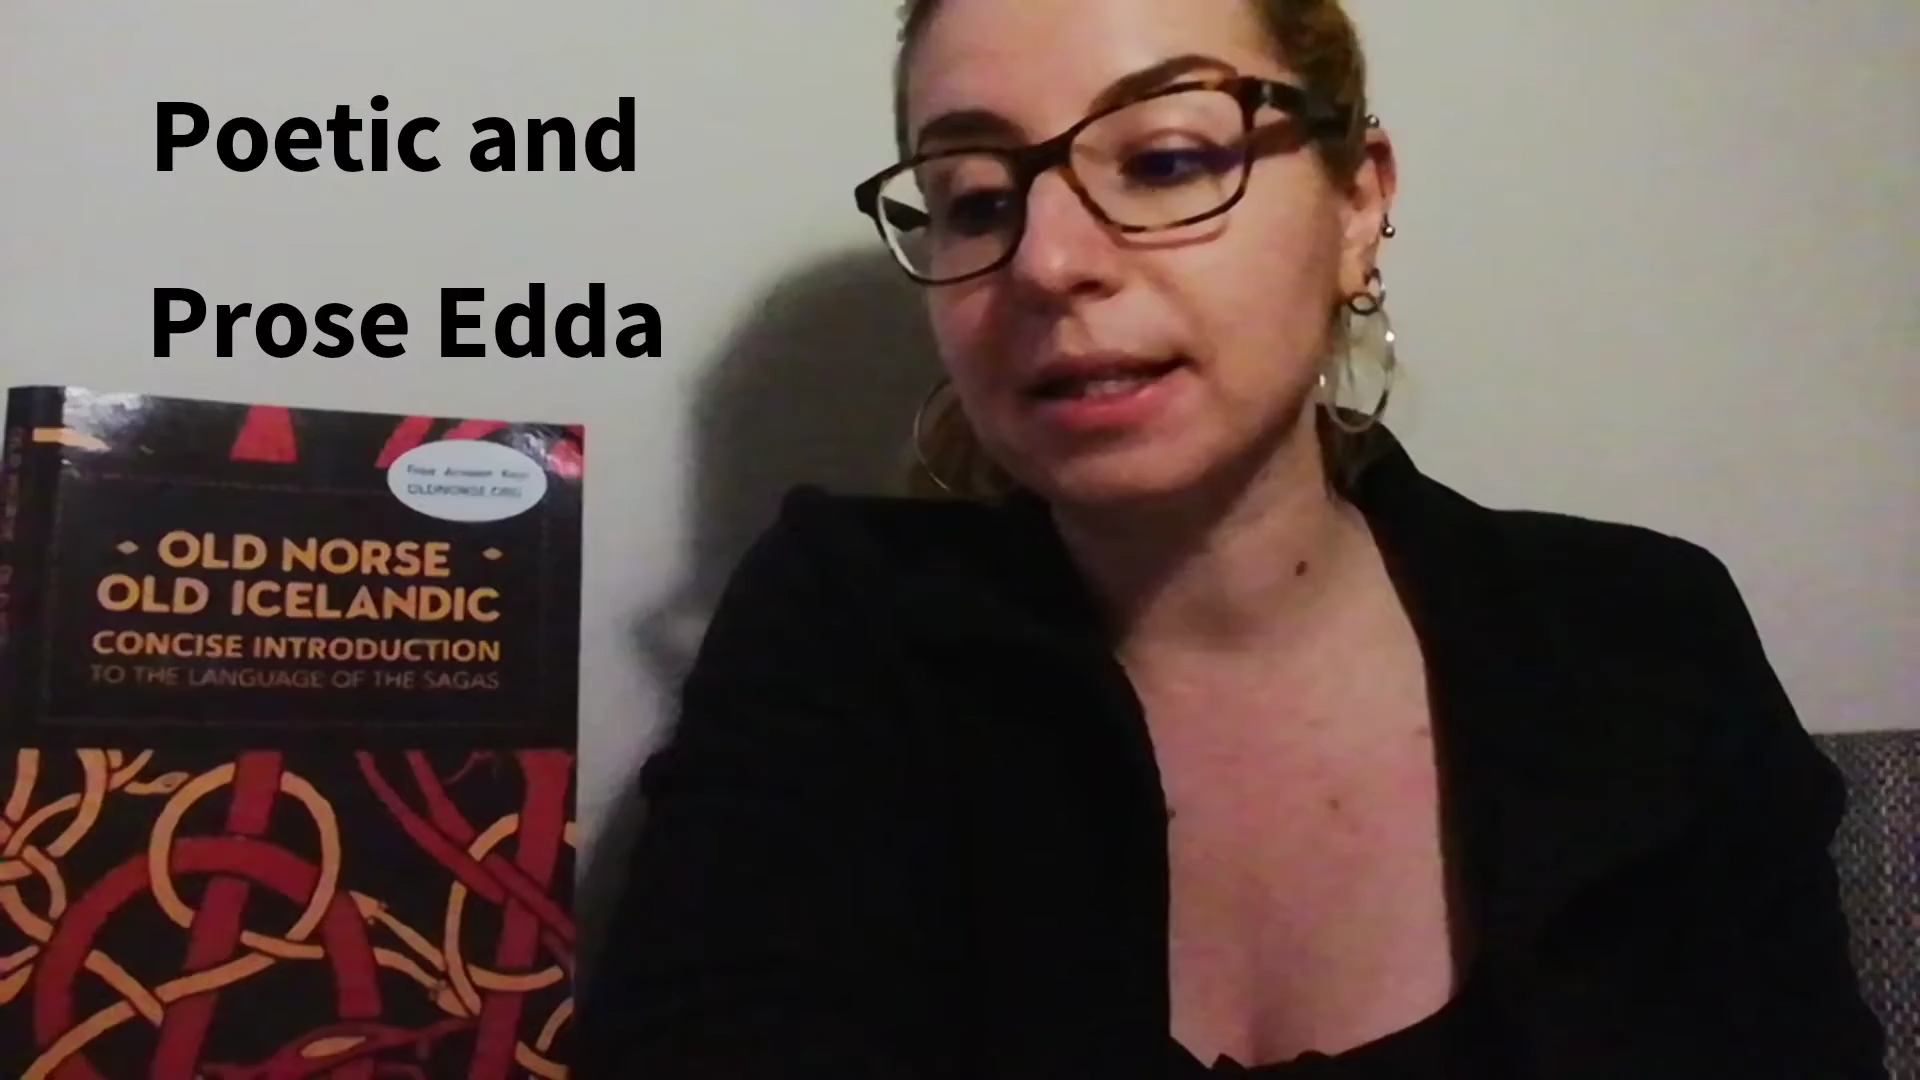 Poetic and
Prose Edda
OLDNORSE.ORG
OLD NORSE
OLD ICELANDIC
CONCISE INTRODUCTION
TO THE LANGUAGE OF THE SAGAS